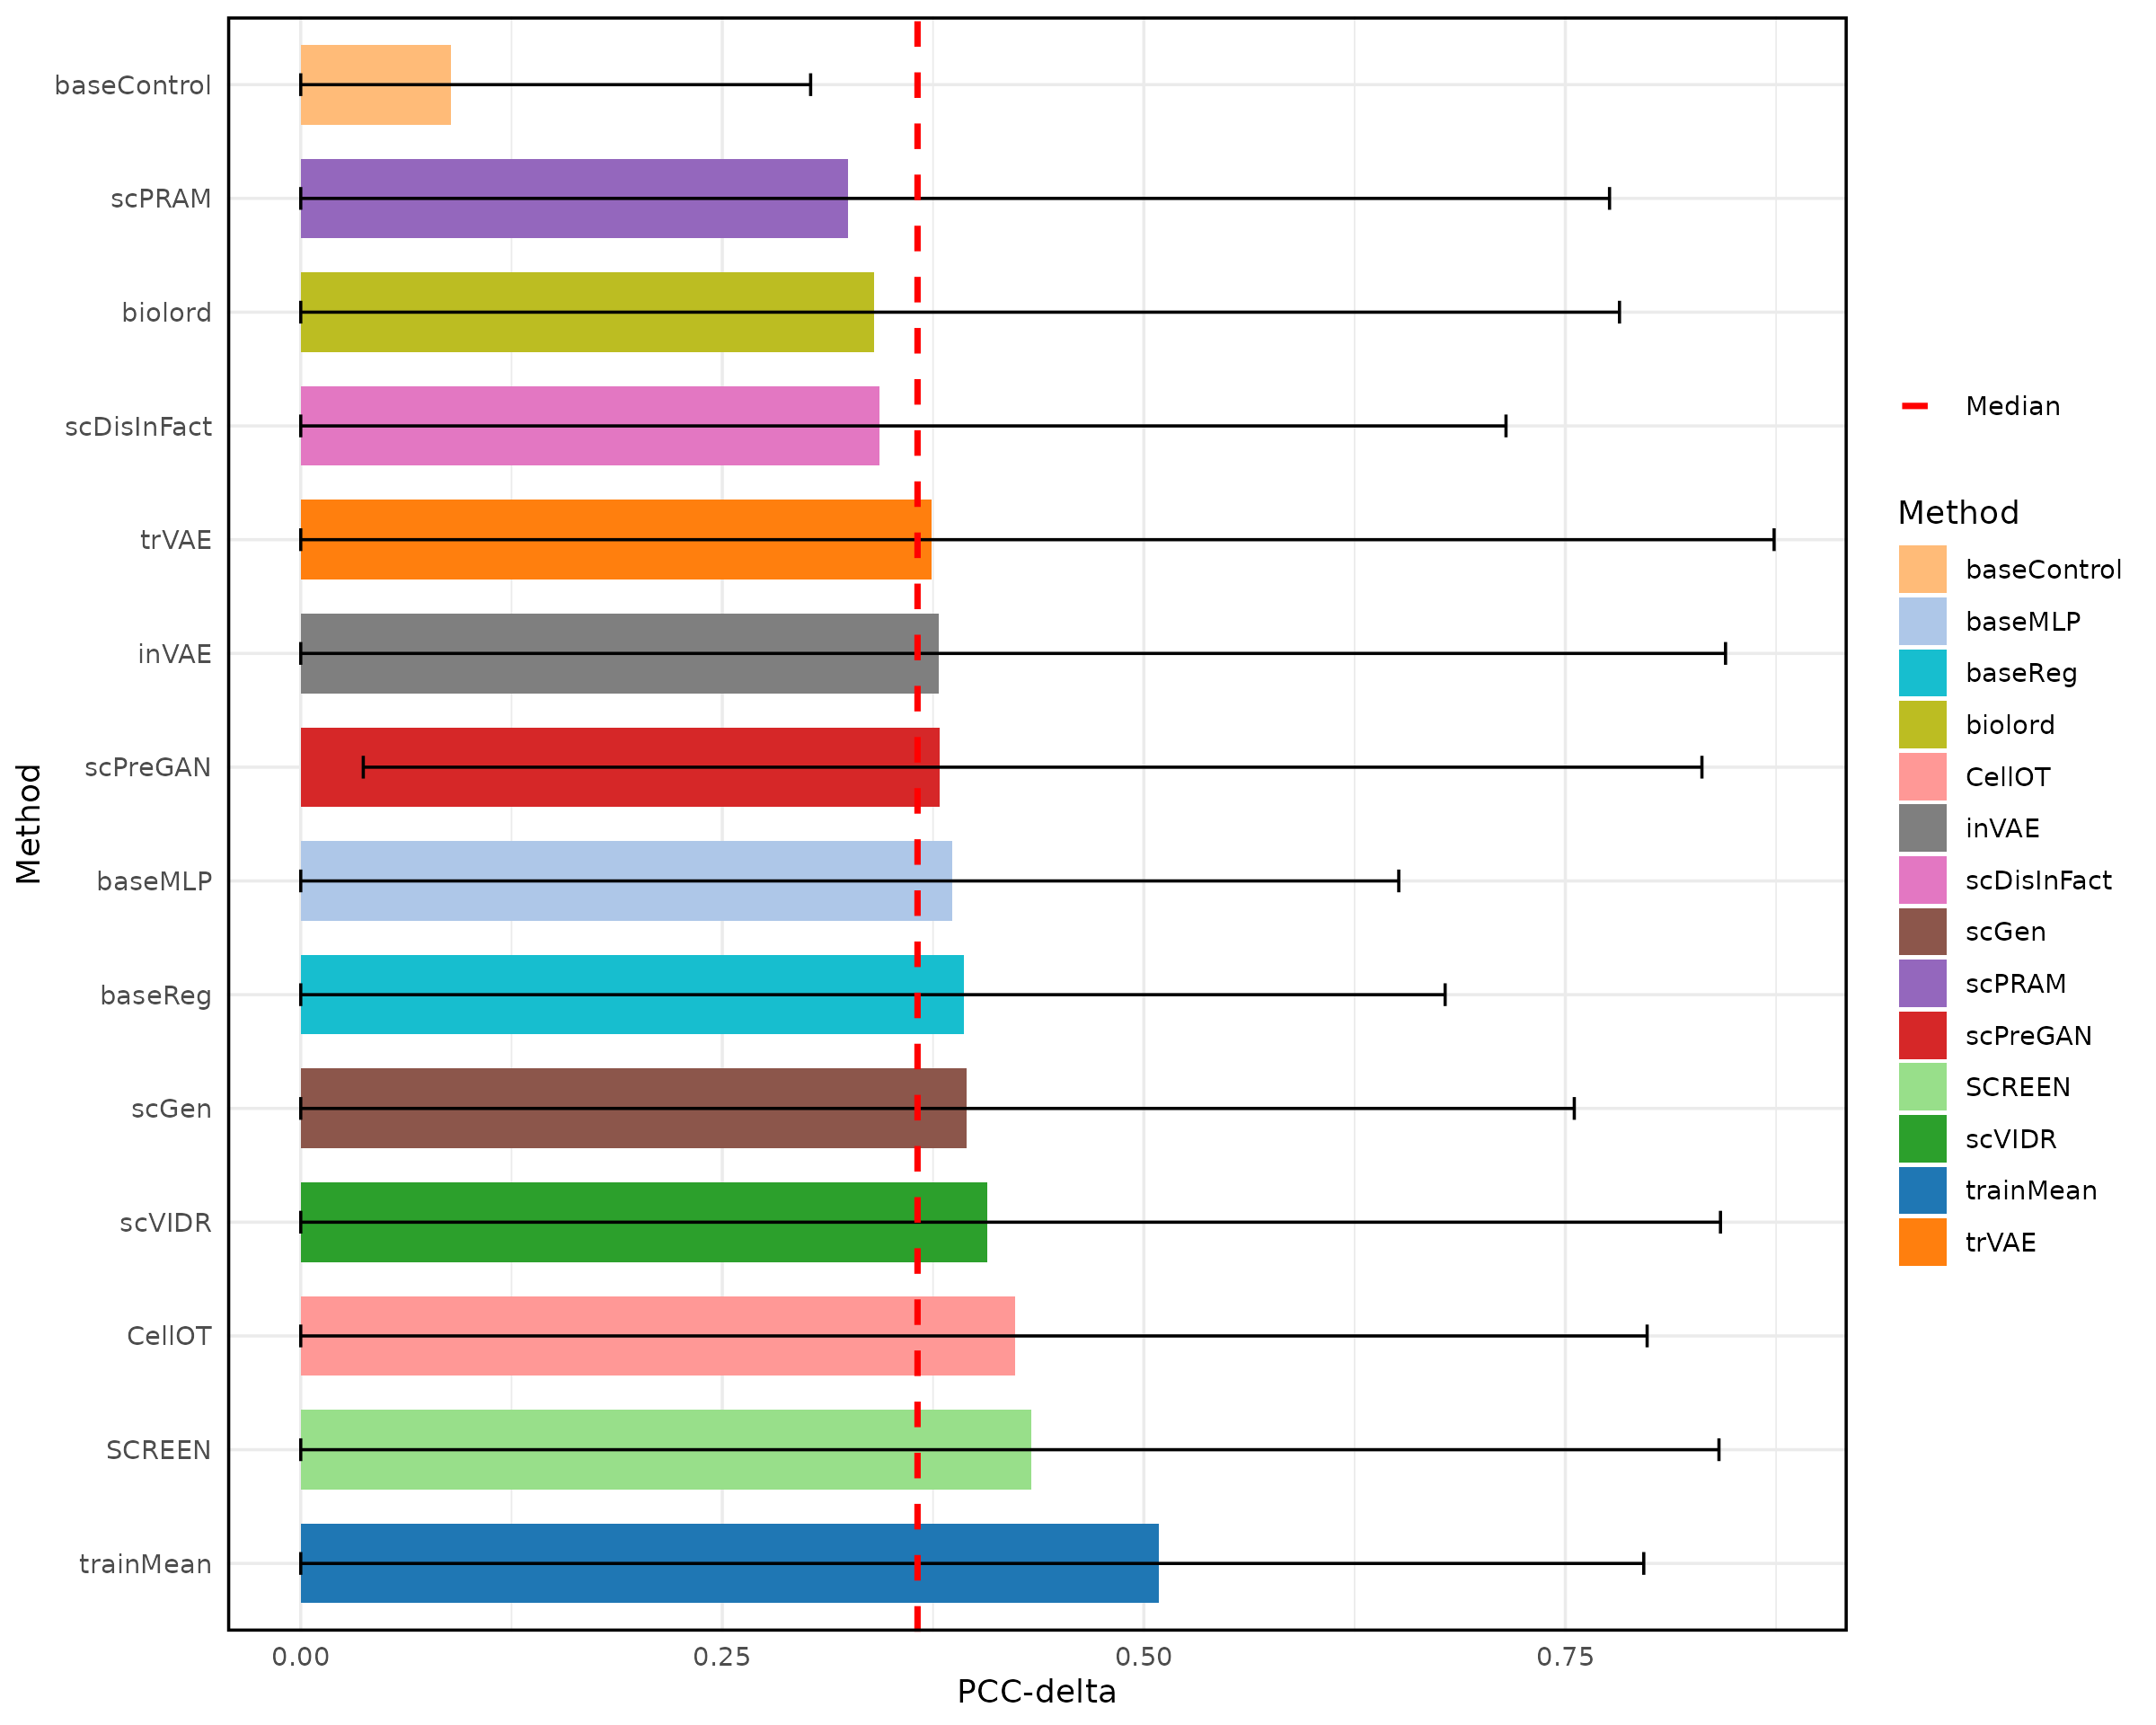 baseControl
scPRAM
biolord
scDisInFact
trVAE
inVAE
scPreGAN
baseMLP
baseReg
scGen
scVIDR
CellOT
SCREEN
trainMean
Method
0.00 0.25 0.50 0.75
PCC-delta
Median
Method
baseControl
baseMLP
baseReg
biolord
CellOT
inVAE
scDisInFact
scGen
scPRAM
scPreGAN
SCREEN
scVIDR
trainMean
trVAE